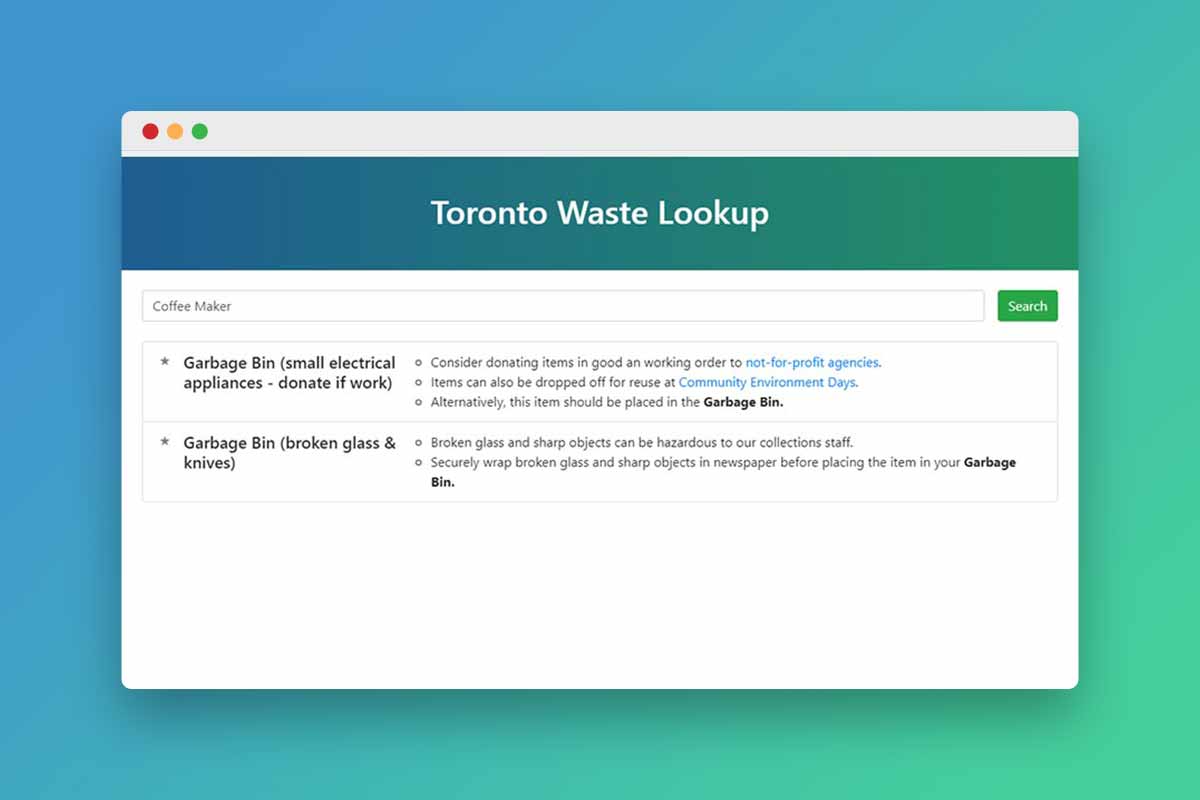 Toronto Waste Lookup
Coffee Maker
Search
Garbage Bin (small electrical
appliances - donate if work)
Consider donating items in good an working order to not-for-profit agencies.
Items can also be dropped off for reuse at Community Environment Days.
Alternatively, this item should be placed in the Garbage Bin.
Garbage Bin (broken glass &
knives)
Broken glass and sharp objects can be hazardous to our collections staff.
Securely wrap broken glass and sharp objects in newspaper before placing the item in your Garbage
Bin.